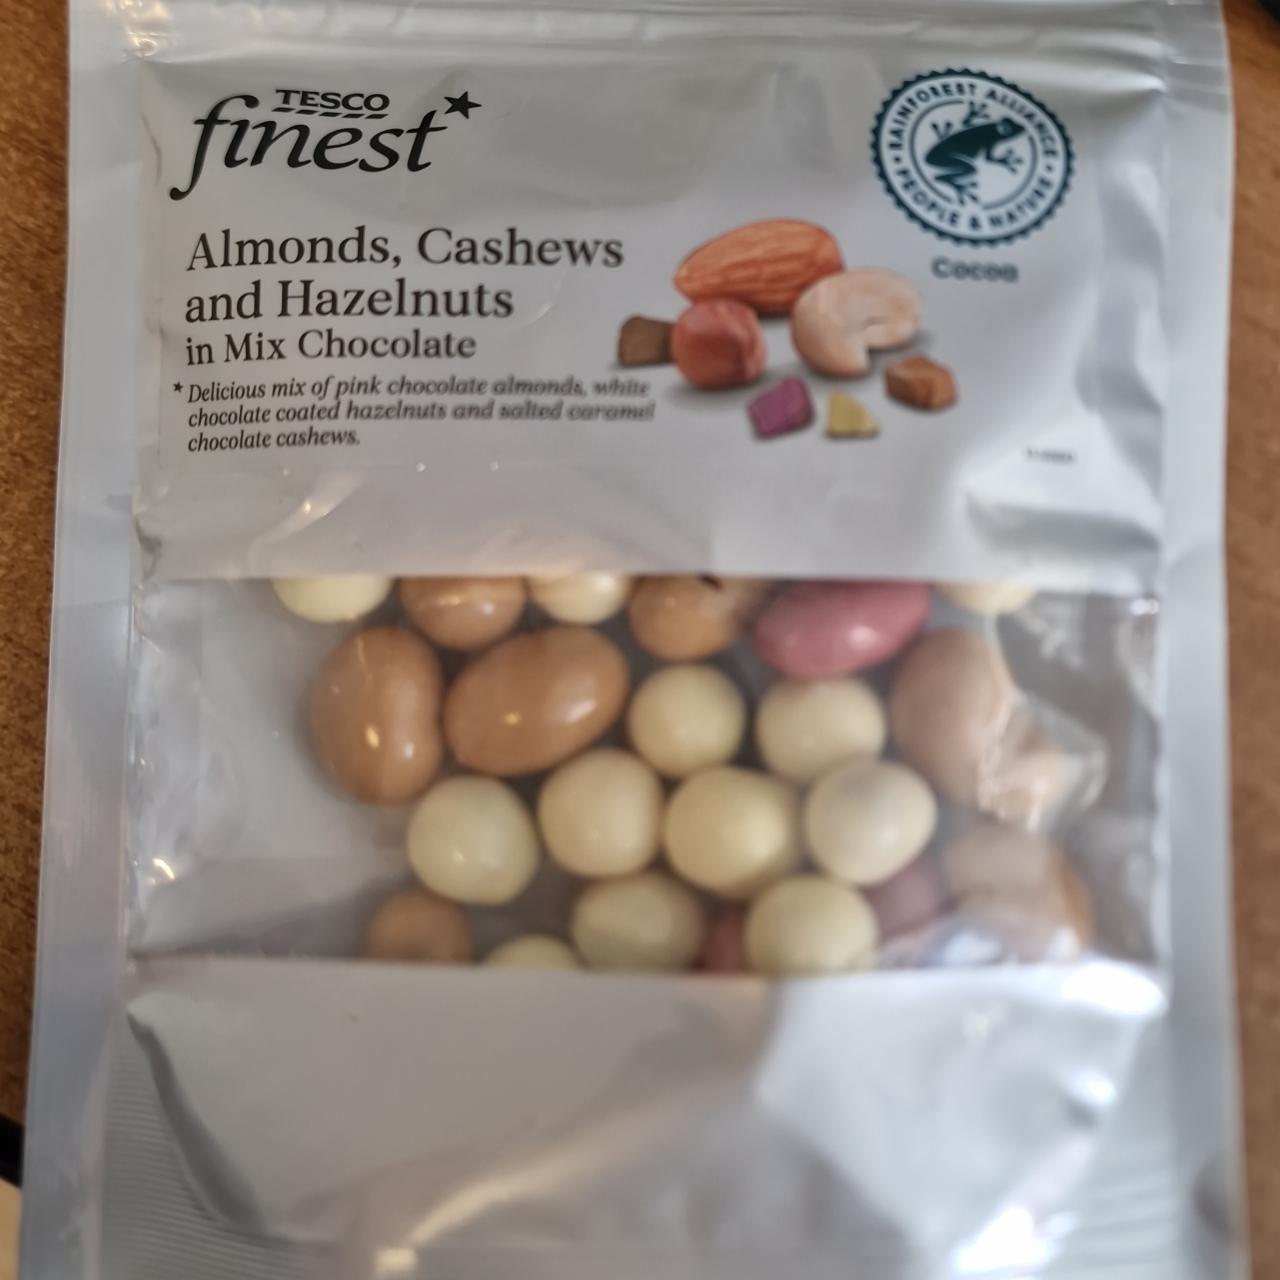 TESCO
finest*
RAINFOREST ALLIANCE
PEOPLE & NATURE
Cocoa
Almonds, Cashews
and Hazelnuts
in Mix Chocolate
* Delicious mix of pink chocolate almonds, white
chocolate coated hazelnuts and salted caramel
chocolate cashews.